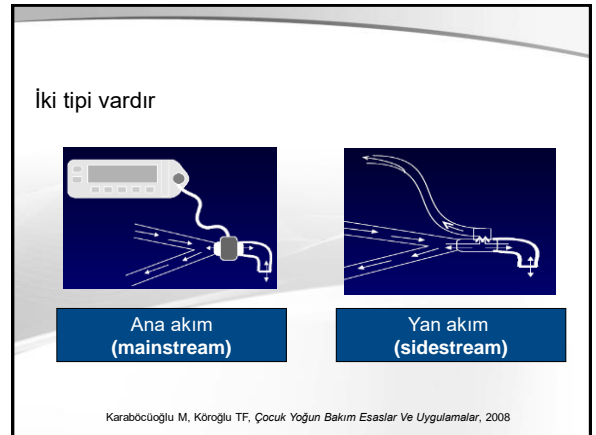 İki tipi vardır
Ana akım
(mainstream)
Yan akım
(sidestream)
Karaböcüoğlu M, Köroğlu TF, Çocuk Yoğun Bakım Esaslar Ve Uygulamalar, 2008